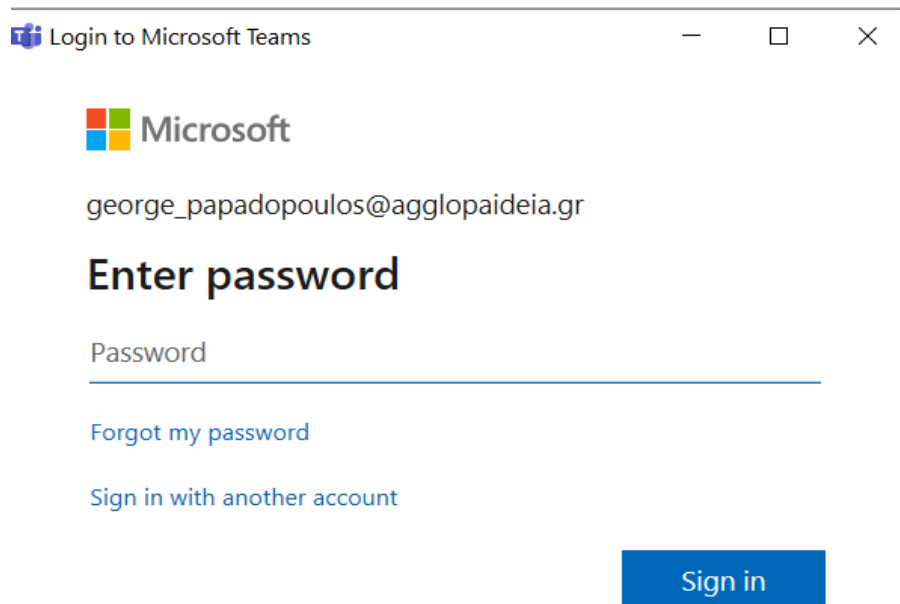 Login to Microsoft Teams
Microsoft
george_papadopoulos@agglopaideia.gr
Enter password
Password
Forgot my password
Sign in with another account
Sign in